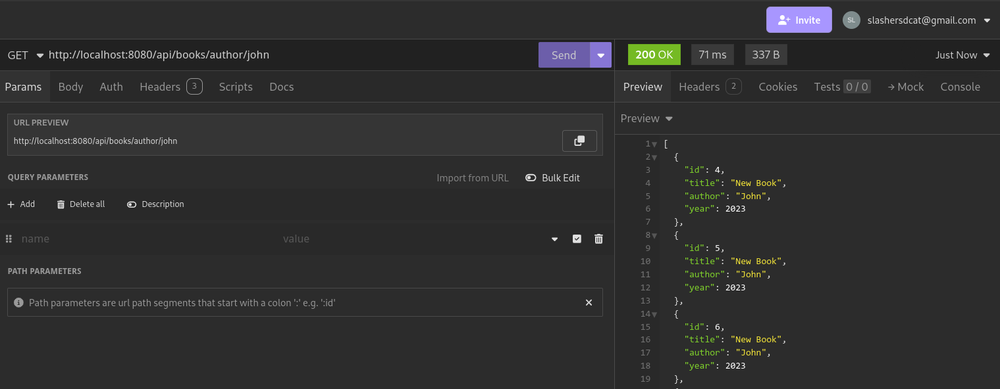 Invite SL slashersdcat@gmail.com
GET http://localhost:8080/api/books/author/john Send
200 OK 71 ms 337 B Just Now
Params Body Auth Headers 3 Scripts Docs
Preview Headers 2 Cookies Tests 0 / 0 → Mock Console
URL PREVIEW
http://localhost:8080/api/books/author/john
QUERY PARAMETERS Import from URL Bulk Edit
Add Delete all Description
name value
PATH PARAMETERS
Path parameters are url path segments that start with a colon ':' e.g. ':id'
Preview
1 [
2 {
3 "id": 4,
4 "title": "New Book",
5 "author": "John",
6 "year": 2023
7 },
8 {
9 "id": 5,
10 "title": "New Book",
11 "author": "John",
12 "year": 2023
13 },
14 {
15 "id": 6,
16 "title": "New Book",
17 "author": "John",
18 "year": 2023
19 },